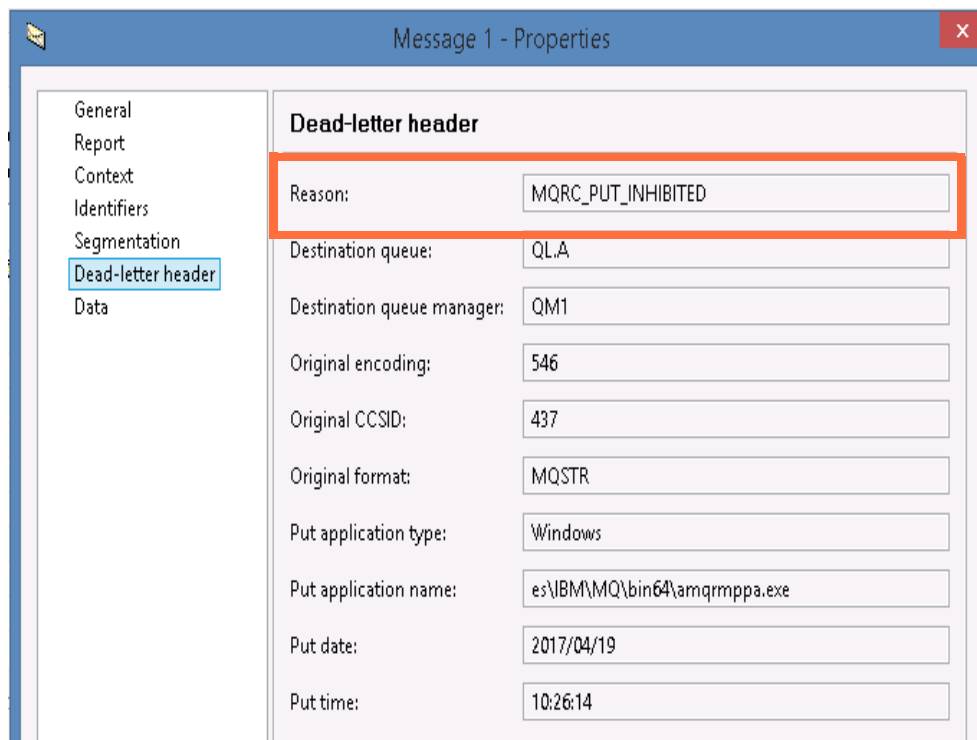 Message 1 - Properties
x
General
Report
Context
Identifiers
Segmentation
Dead-letter header
Data
Dead-letter header
Reason: MQRC_PUT_INHIBITED
Destination queue: QL.A
Destination queue manager: QM1
Original encoding: 546
Original CCSID: 437
Original format: MQSTR
Put application type: Windows
Put application name: es\IBM\MQ\bin64\amqrmppa.exe
Put date: 2017/04/19
Put time: 10:26:14